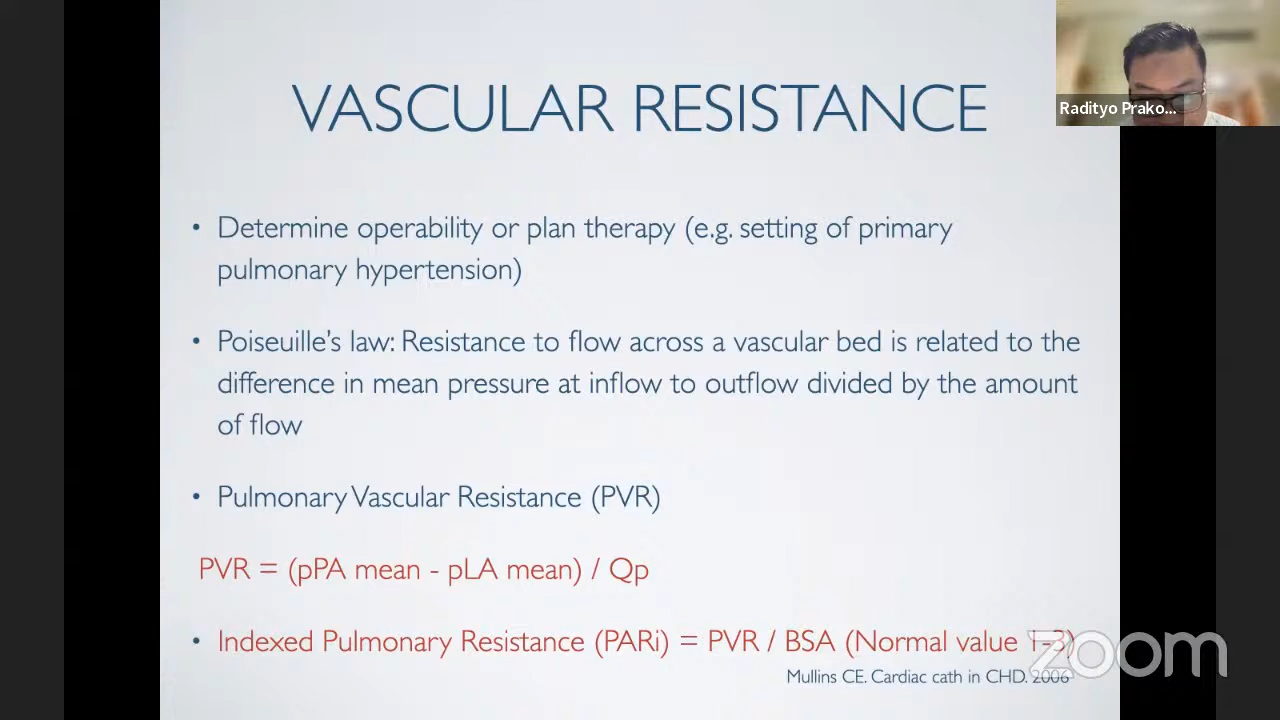 VASCULAR RESISTANCE
Radityo Prako...
• Determine operability or plan therapy (e.g. setting of primary
pulmonary hypertension)
• Poiseuille's law: Resistance to flow across a vascular bed is related to the
difference in mean pressure at inflow to outflow divided by the amount
of flow
• Pulmonary Vascular Resistance (PVR)
PVR = (pPA mean - pLA mean) / Qp
• Indexed Pulmonary Resistance (PARi) = PVR / BSA (Normal value 1-3)
zoom
Mullins CE. Cardiac cath in CHD. 2006